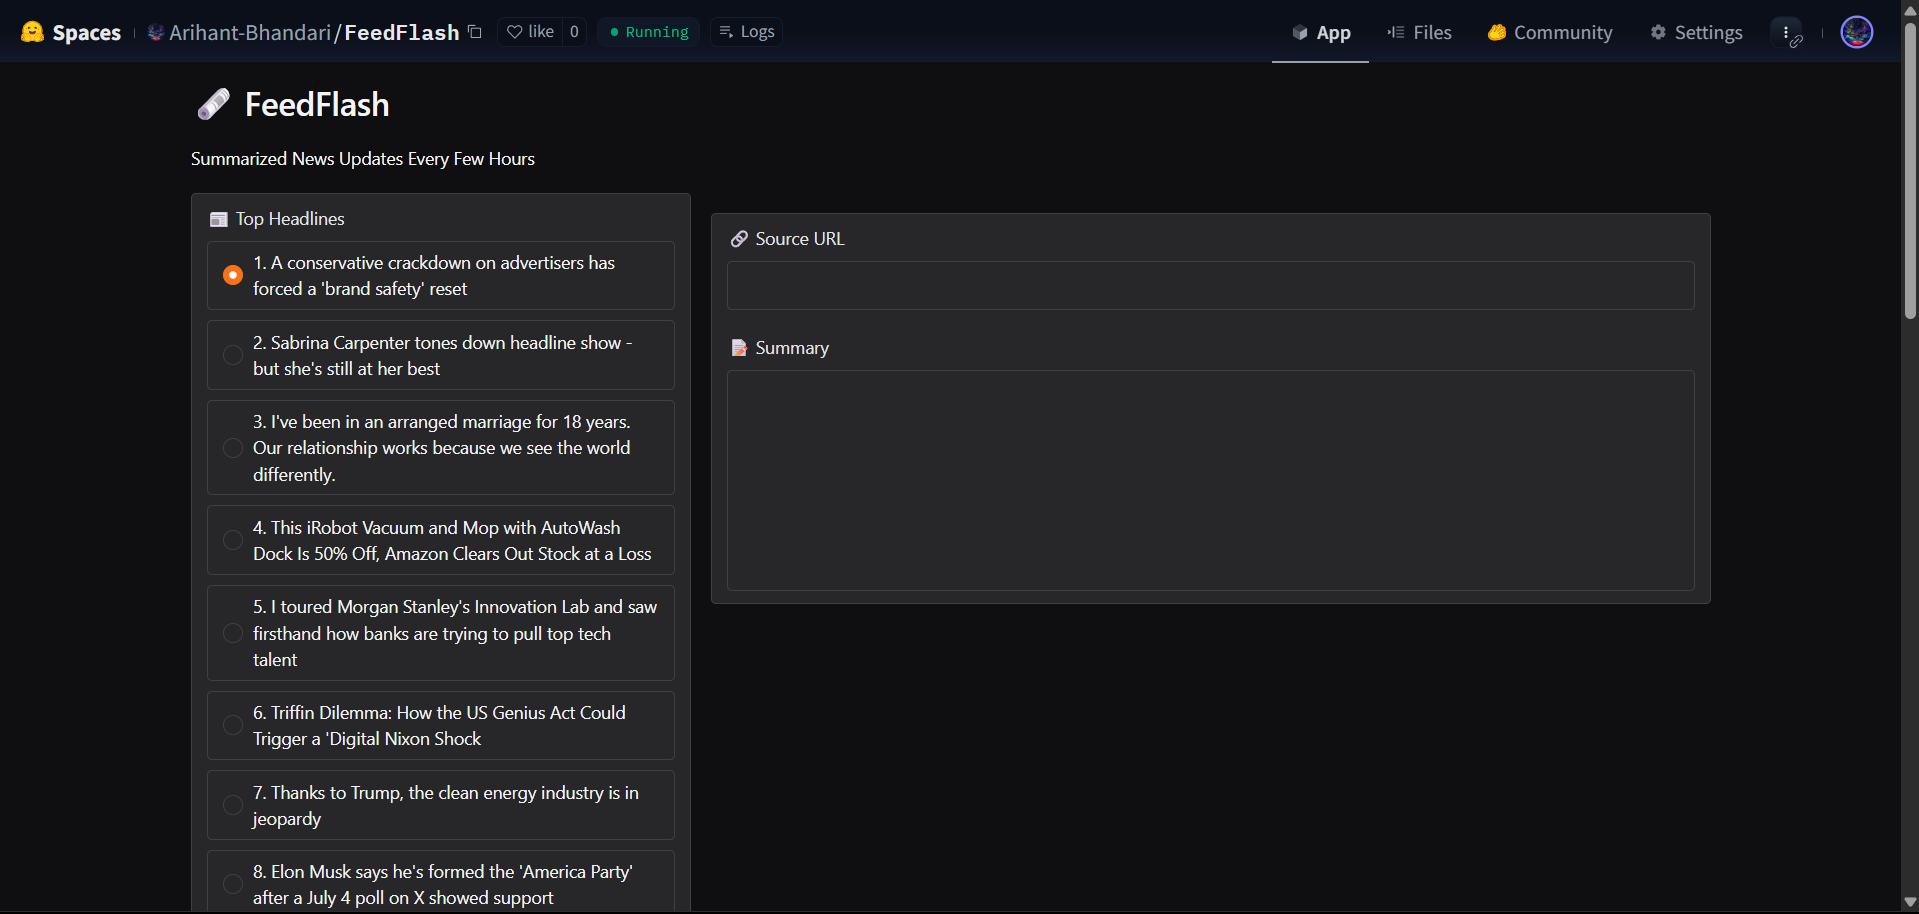 Spaces
Arihant-Bhandari/FeedFlash
like 0
Running
Logs
App
Files
Community
Settings
FeedFlash
Summarized News Updates Every Few Hours
Top Headlines
1. A conservative crackdown on advertisers has
forced a 'brand safety' reset
2. Sabrina Carpenter tones down headline show -
but she's still at her best
3. I've been in an arranged marriage for 18 years.
Our relationship works because we see the world
differently.
4. This iRobot Vacuum and Mop with AutoWash
Dock Is 50% Off, Amazon Clears Out Stock at a Loss
5. I toured Morgan Stanley's Innovation Lab and saw
firsthand how banks are trying to pull top tech
talent
6. Triffin Dilemma: How the US Genius Act Could
Trigger a 'Digital Nixon Shock
7. Thanks to Trump, the clean energy industry is in
jeopardy
8. Elon Musk says he's formed the 'America Party'
after a July 4 poll on X showed support
Source URL
Summary